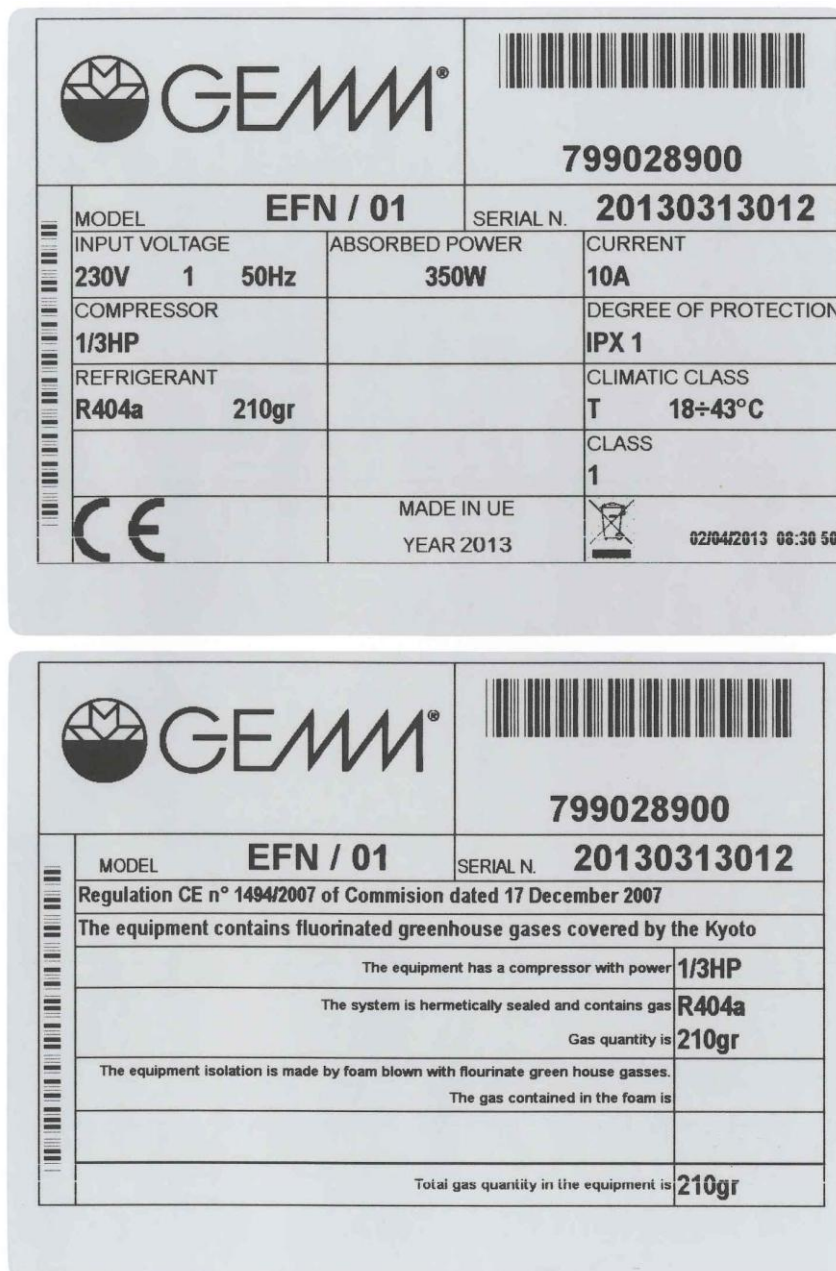 GEMM®
799028900
MODEL EFN / 01 SERIAL N. 20130313012
INPUT VOLTAGE ABSORBED POWER CURRENT
230V 1 50Hz 350W 10A
COMPRESSOR DEGREE OF PROTECTION
1/3HP IPX 1
REFRIGERANT CLIMATIC CLASS
R404a 210gr T 18÷43°C
CLASS
1
CE MADE IN UE
YEAR 2013 02/04/2013 08:30 50
GEMM®
799028900
MODEL EFN / 01 SERIAL N. 20130313012
Regulation CE n° 1494/2007 of Commision dated 17 December 2007
The equipment contains fluorinated greenhouse gases covered by the Kyoto
The equipment has a compressor with power 1/3HP
The system is hermetically sealed and contains gas R404a
Gas quantity is 210gr
The equipment isolation is made by foam blown with flourinate green house gasses.
The gas contained in the foam is
Total gas quantity in the equipment is 210gr